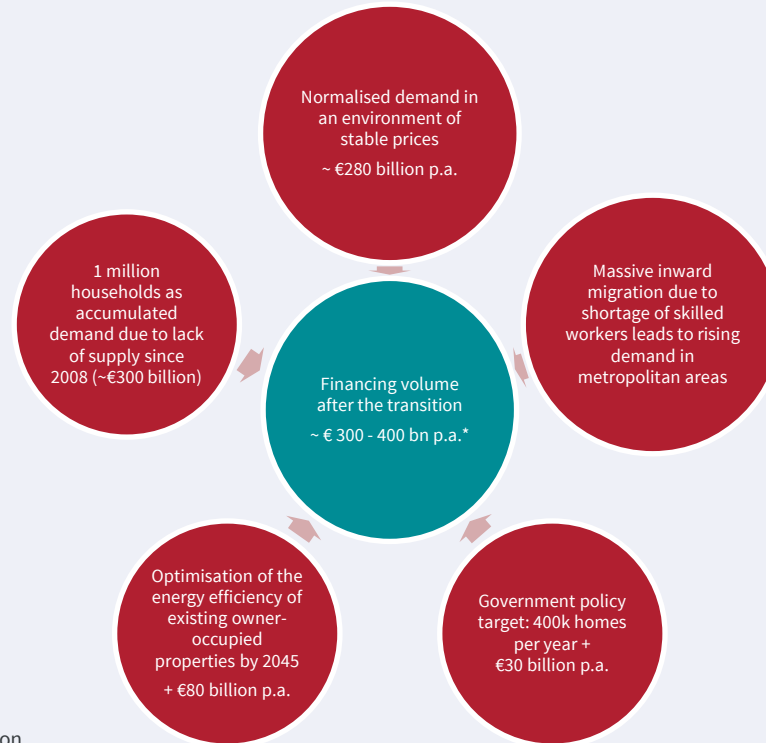 Normalised demand in
an environment of
stable prices
~ €280 billion p.a.
1 million
households as
accumulated
demand due to lack
of supply since
2008 (~€300 billion)
Massive inward
migration due to
shortage of skilled
workers leads to rising
demand in
metropolitan areas
Financing volume
after the transition
~ € 300 - 400 bn p.a.*
Optimisation of the
energy efficiency of
existing owner-
occupied
properties by 2045
+ €80 billion p.a.
Government policy
target: 400k homes
per year +
€30 billion p.a.
on